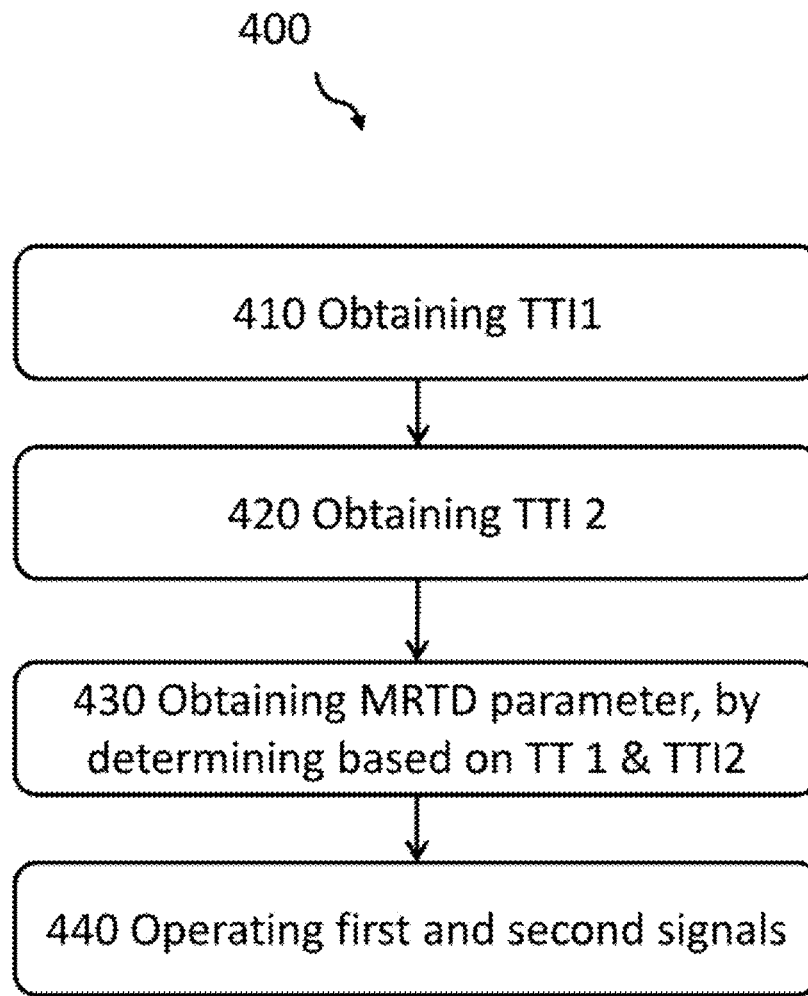 400
410 Obtaining TTI1
420 Obtaining TTI 2
430 Obtaining MRTD parameter, by
determining based on TT 1 & TTI2
440 Operating first and second signals